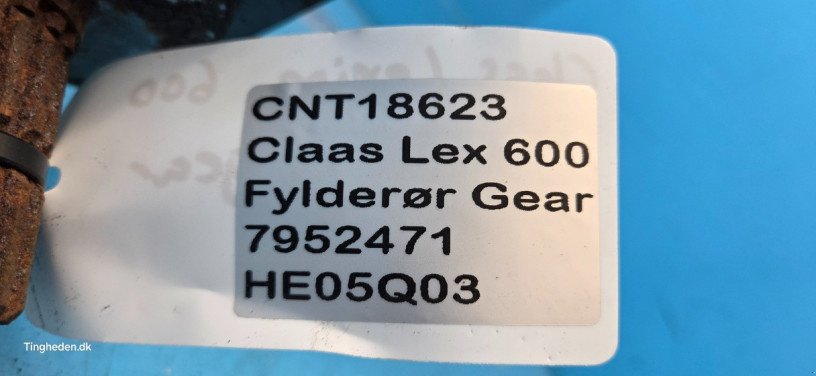 CNT18623
Claas Lex 600
Fylderør Gear
7952471
HE05Q03
Tingheden.dk